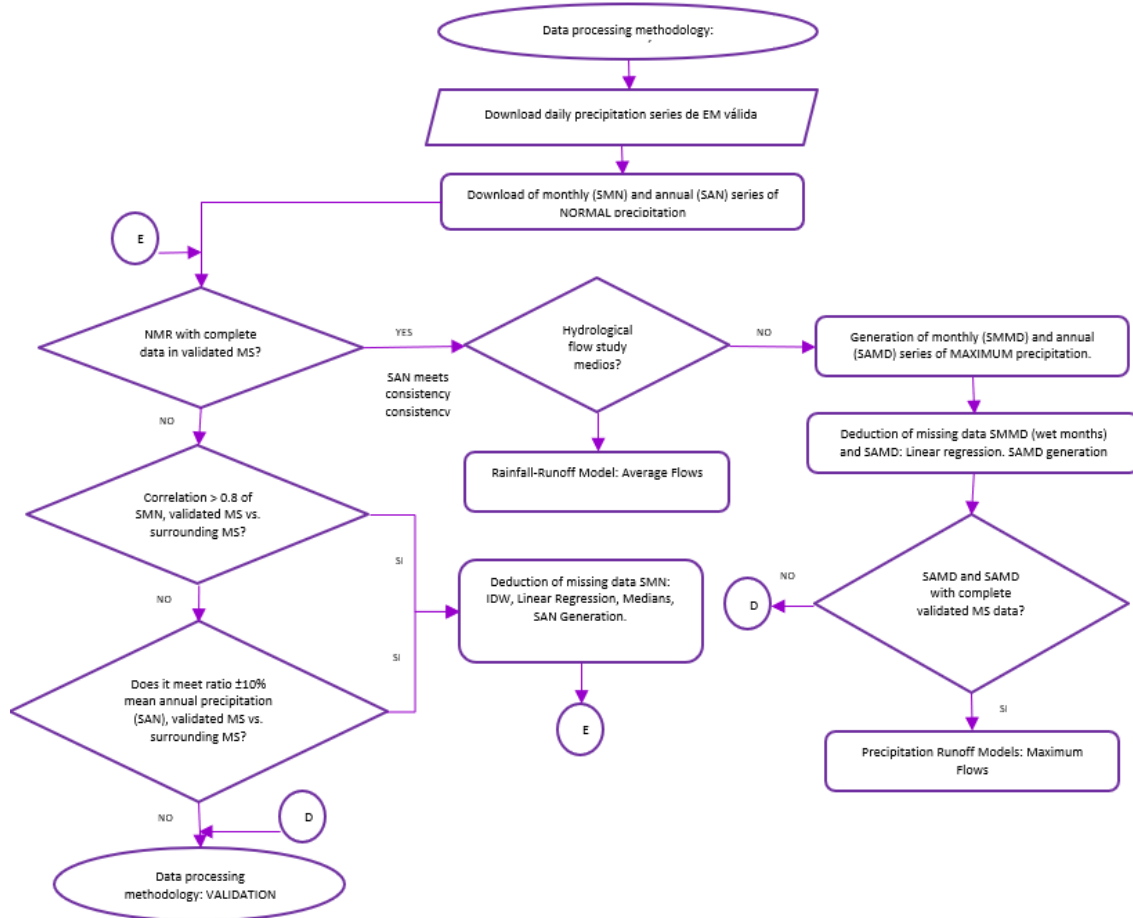 Data processing methodology:
Download daily precipitation series de EM válida
Download of monthly (SMN) and annual (SAN) series of
NORMAL precipitation
E
NMR with complete
data in validated MS?
YES
SAN meets
consistency
consistency
Hydrological
flow study
medios?
NO
Generation of monthly (SMMD) and annual
(SAMD) series of MAXIMUM precipitation.
NO
Deduction of missing data SMMD (wet months)
and SAMD: Linear regression. SAMD generation
Rainfall-Runoff Model: Average Flows
Correlation > 0.8 of
SMN, validated MS vs.
surrounding MS?
SI
Deduction of missing data SMN:
IDW, Linear Regression, Medians,
SAN Generation.
NO
D
SAMD and SAMD
with complete
validated MS data?
NO
SI
Does it meet ratio ±10%
mean annual precipitation
(SAN), validated MS vs.
surrounding MS?
E
SI
Precipitation Runoff Models: Maximum
Flows
NO
D
Data processing
methodology: VALIDATION